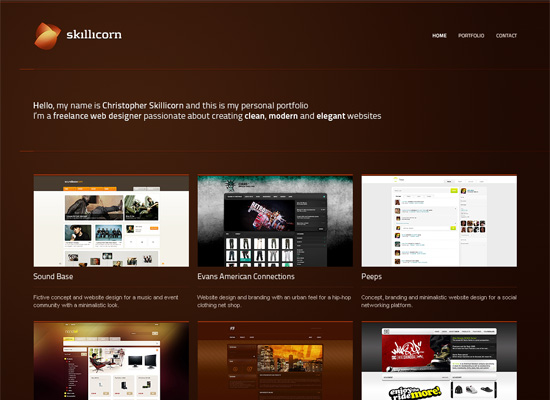 skillicorn
HOME PORTFOLIO CONTACT
Hello, my name is Christopher Skillicorn and this is my personal portfolio
I'm a freelance web designer passionate about creating clean, modern and elegant websites
Sound Base
Evans American Connections
Peeps
Fictive concept and website design for a music and event
community with a minimalistic look.
Website design and branding with an urban feel for a hip-hop
clothing net shop.
Concept, branding and minimalistic website design for a social
networking platform.
enjoy the
ride more!